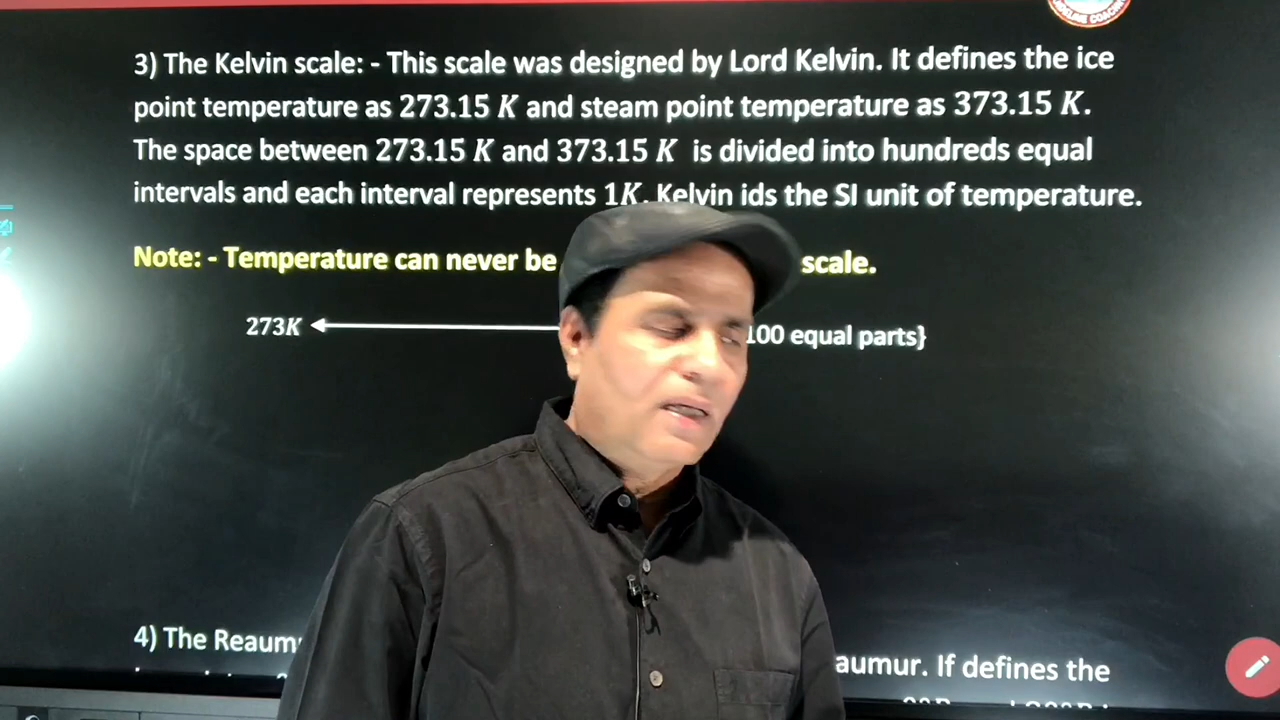 3) The Kelvin scale: - This scale was designed by Lord Kelvin. It defines the ice
point temperature as 273.15 K and steam point temperature as 373.15 K.
The space between 273.15 K and 373.15 K is divided into hundreds equal
intervals and each interval represents 1K. Kelvin ids the SI unit of temperature.
Note: - Temperature can never be scale.
273K 100 equal parts}
4) The Reaum aumur. If defines the